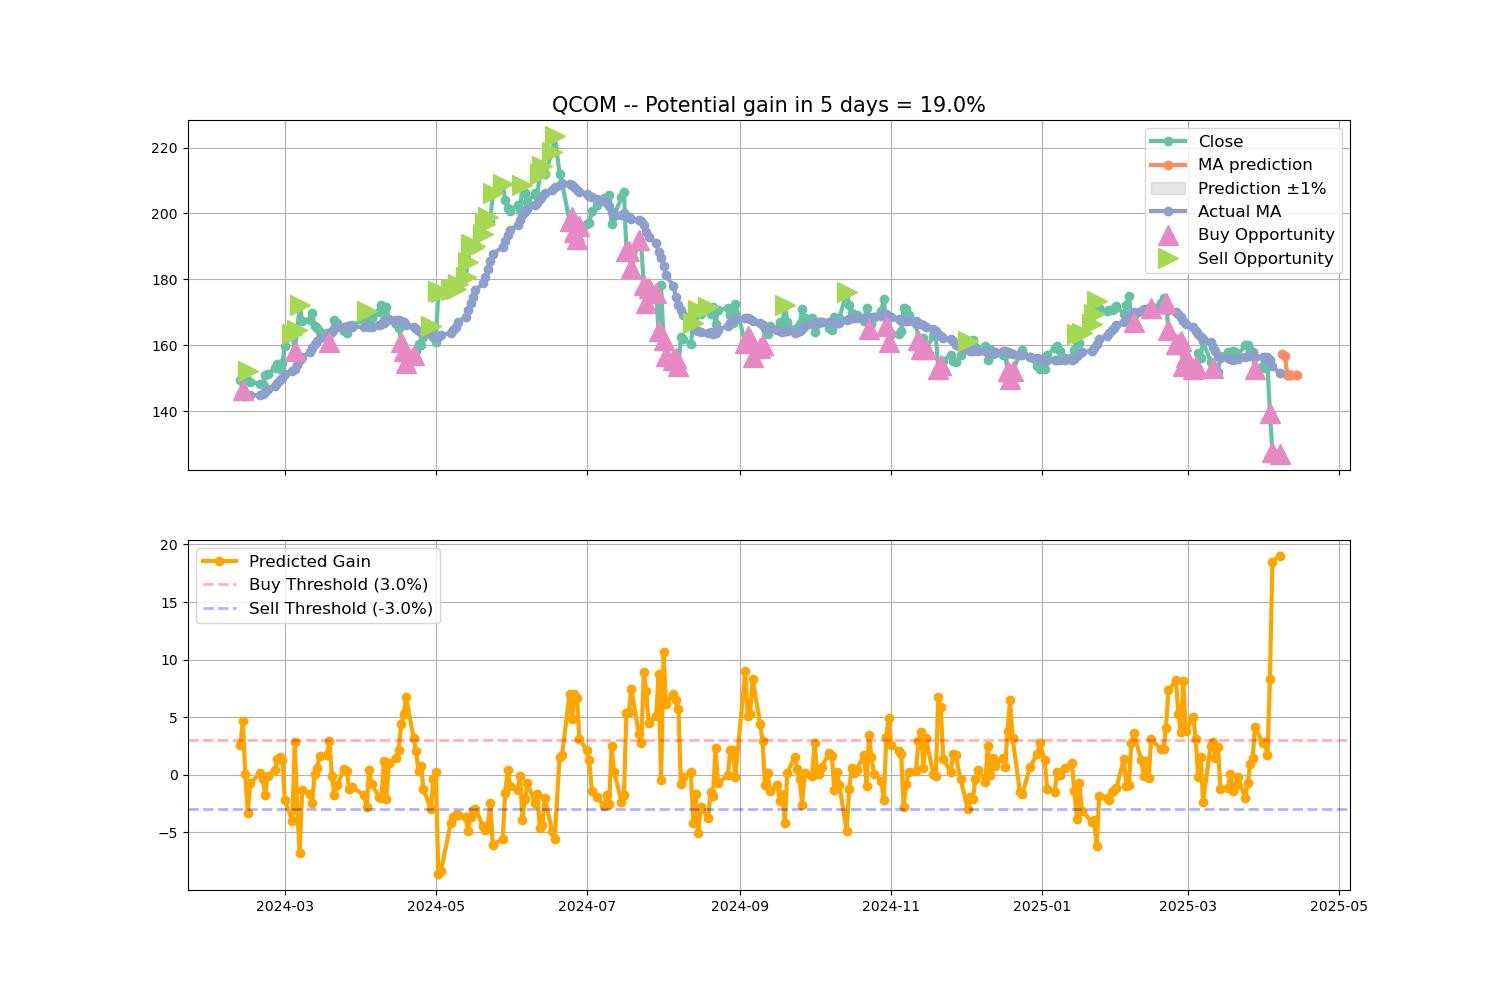 QCOM -- Potential gain in 5 days = 19.0%
220
200
180
160
140
Close
MA prediction
Prediction ±1%
Actual MA
Buy Opportunity
Sell Opportunity
20
15
10
5
0
−5
Predicted Gain
Buy Threshold (3.0%)
Sell Threshold (-3.0%)
2024-03 2024-05 2024-07 2024-09 2024-11 2025-01 2025-03 2025-05